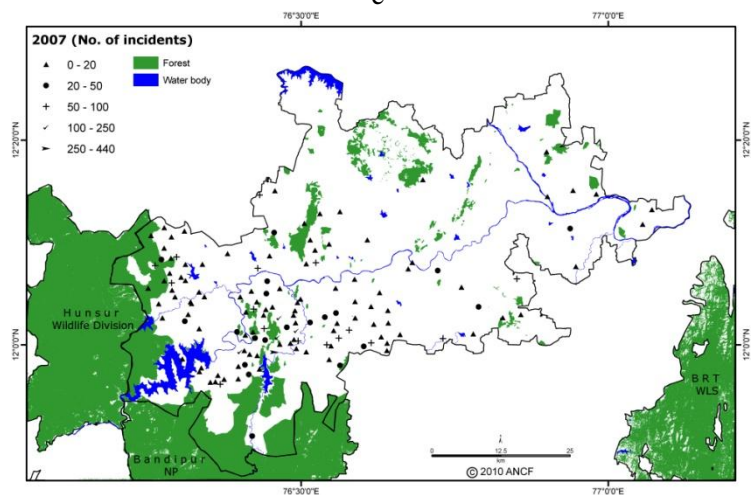 76°30'0"E 77°0'0"E
2007 (No. of incidents)
0 - 20 Forest
20 - 50 Water body
50 - 100
100 - 250
250 - 440
12°20'0"N 12°20'0"N
Hunsur
Wildlife Division
12°0'0"N 12°0'0"N
BRT
WLS
Bandipur
NP
0 12.5 25
km
© 2010 ANCF
76°30'0"E 77°0'0"E